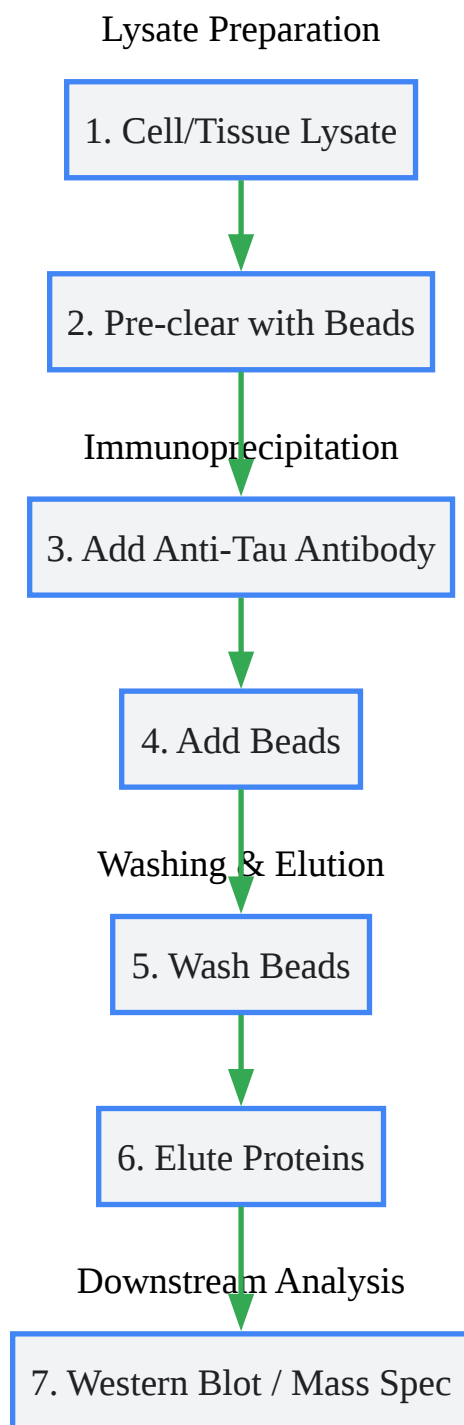 Lysate Preparation
1. Cell/Tissue Lysate
2. Pre-clear with Beads
Immunoprecipitation
3. Add Anti-Tau Antibody
4. Add Beads
Washing & Elution
5. Wash Beads
6. Elute Proteins
Downstream Analysis
7. Western Blot / Mass Spec